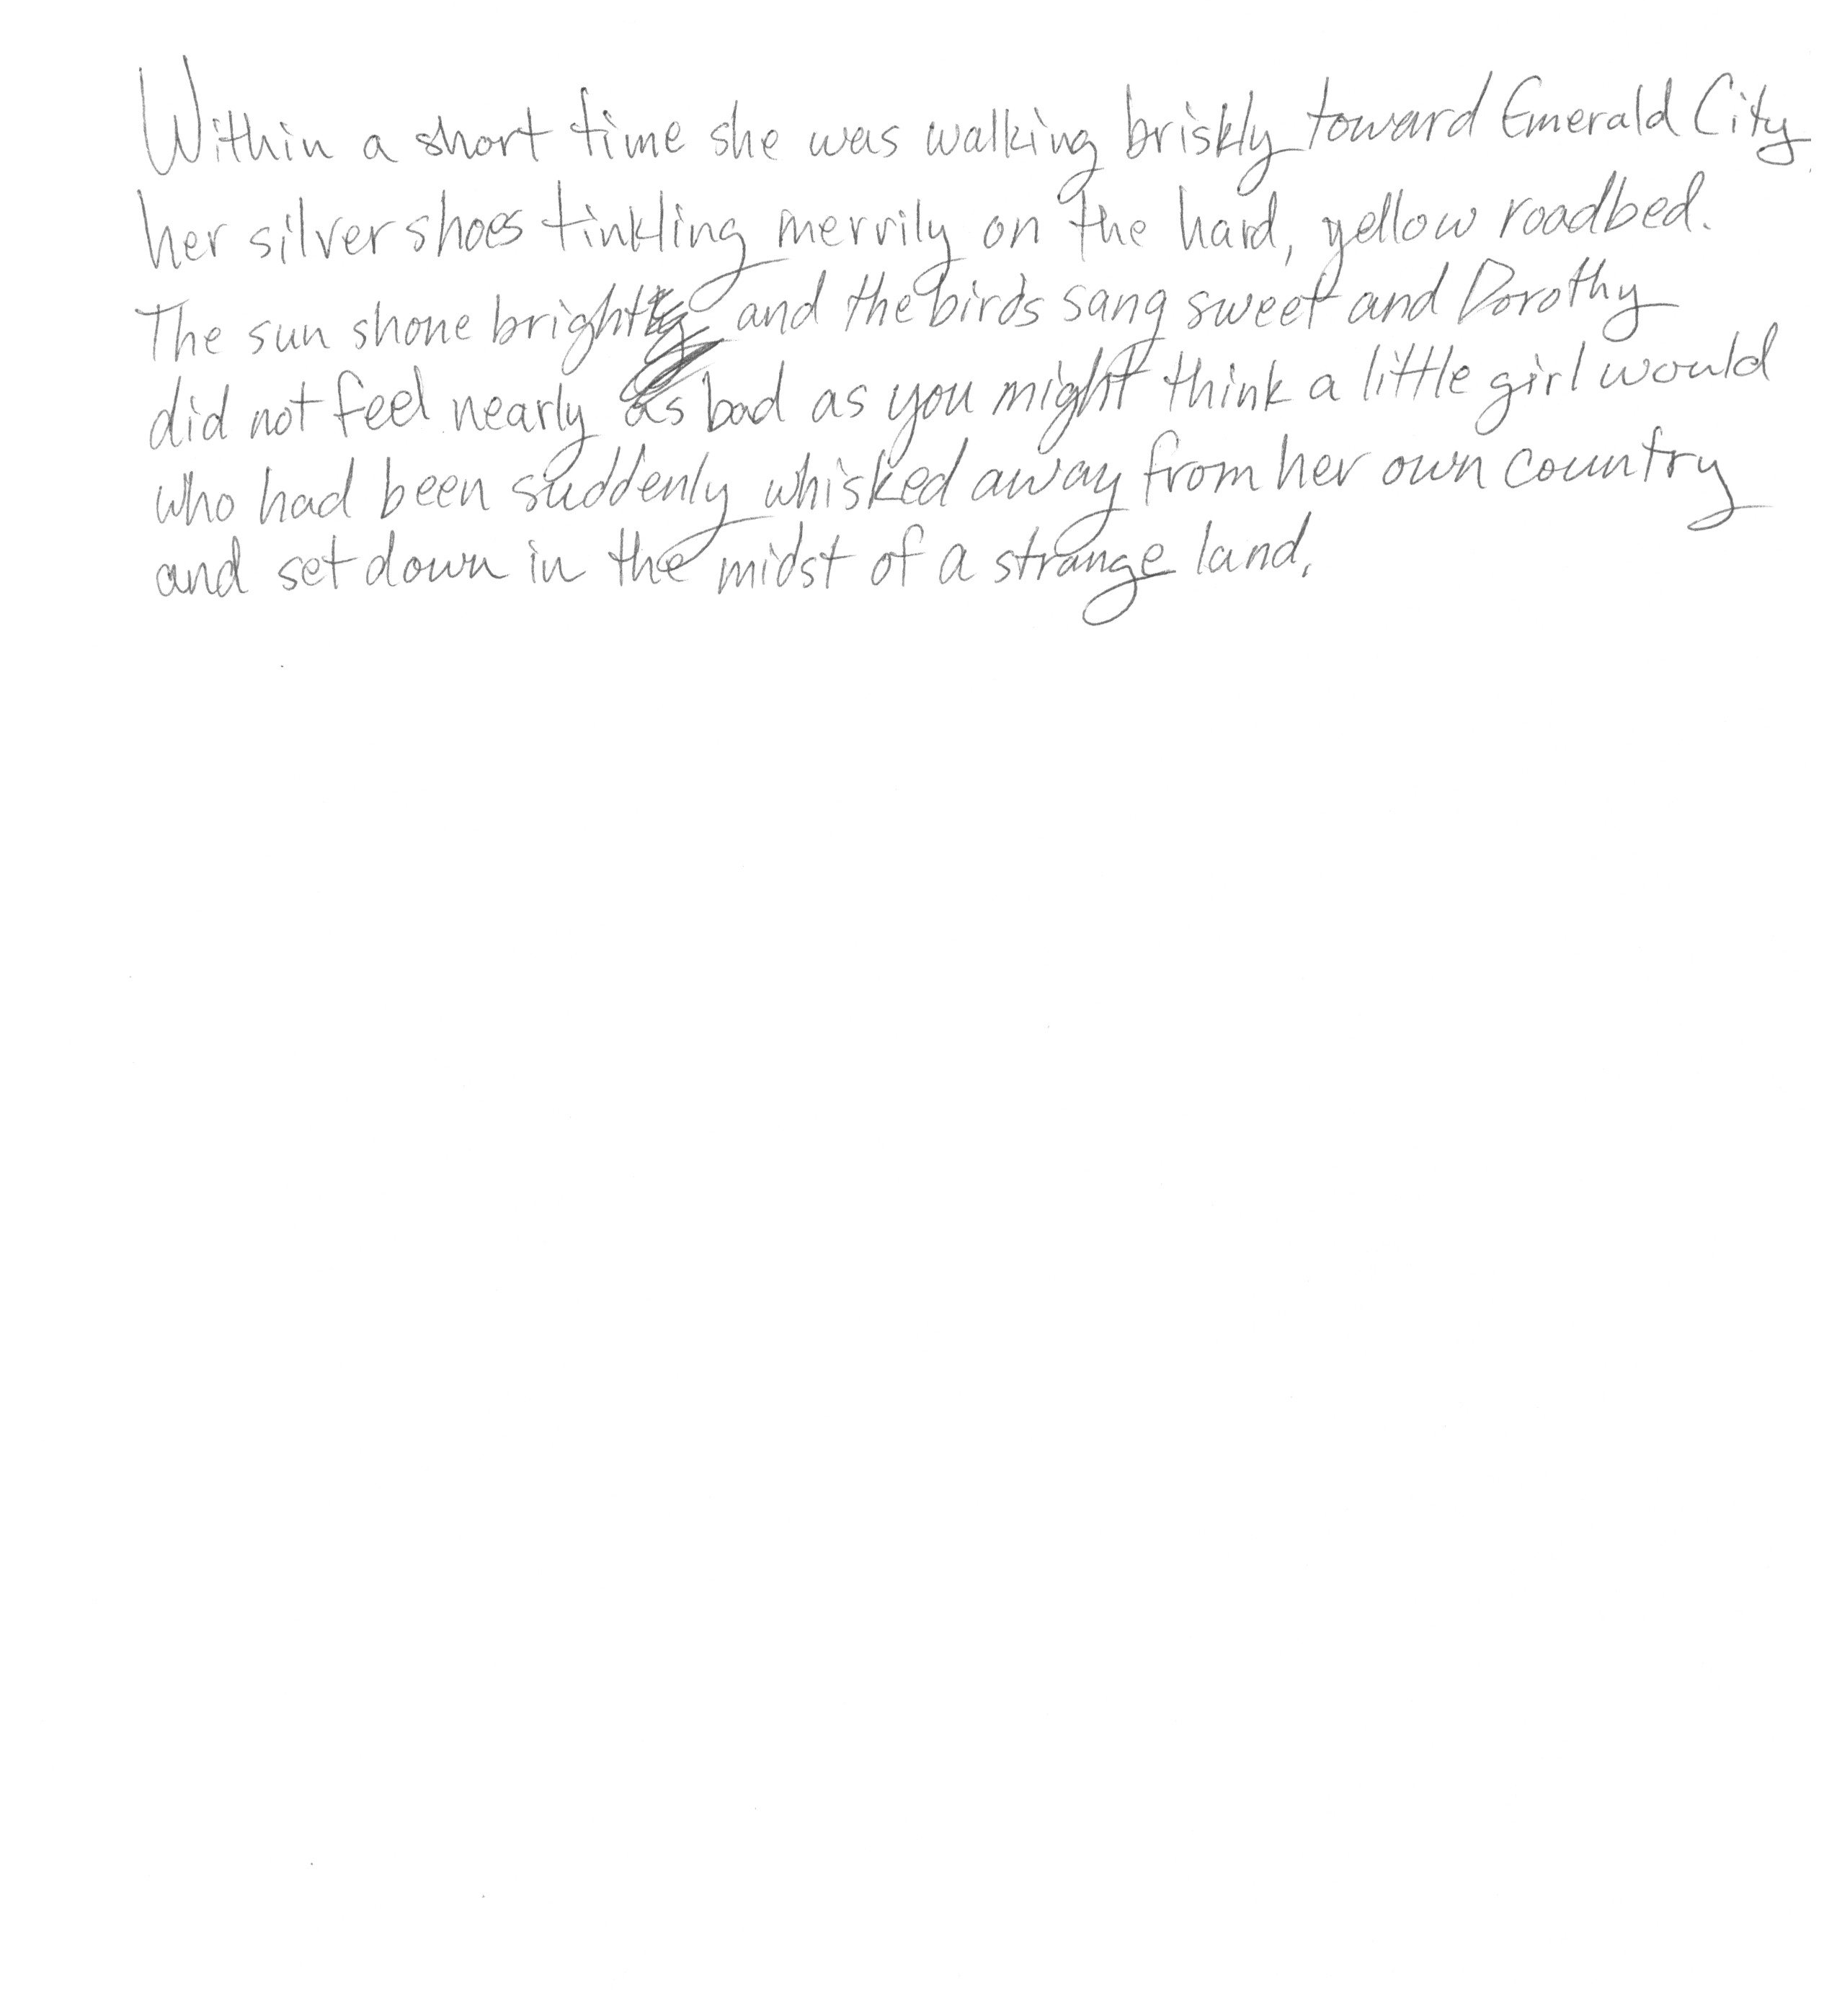 Within a short time she was walking briskly toward Emerald City,
her silver shoes tinkling merrily on the hard, yellow roadbed.
The sun shone bright and the birds sang sweet and Dorothy
did not feel nearly as bad as you might think a little girl would
who had been suddenly whisked away from her own country
and set down in the midst of a strange land.